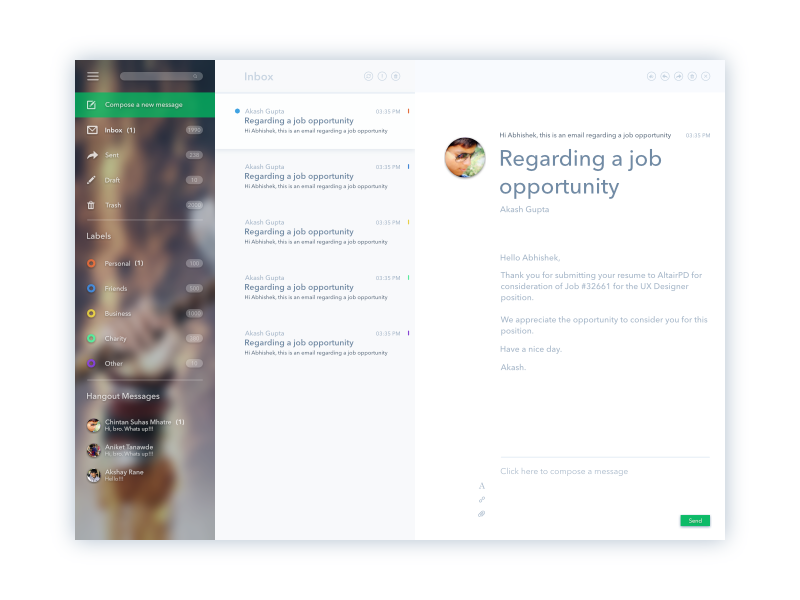 Compose a new message
Inbox (1)
1990
Sent
Draft
Trash
Labels
Personal (1)
Friends
Business
Charity
Other
Hangout Messages
Chintan Suhas Mhatre (1)
Hi, bro. Whats up!!!
Aniket Tanawde
Hi, bro. Whats up!!!
Akshay Rane
Hello!!!
Inbox
Akash Gupta 03:35 PM
Regarding a job opportunity
Hi Abhishek, this is an email regarding a job opportunity
Akash Gupta 03:35 PM
Regarding a job opportunity
Hi Abhishek, this is an email regarding a job opportunity
Akash Gupta 03:35 PM
Regarding a job opportunity
Hi Abhishek, this is an email regarding a job opportunity
Akash Gupta 03:35 PM
Regarding a job opportunity
Hi Abhishek, this is an email regarding a job opportunity
Akash Gupta 03:35 PM
Regarding a job opportunity
Hi Abhishek, this is an email regarding a job opportunity
Hi Abhishek, this is an email regarding a job opportunity 03:35 PM
Regarding a job
opportunity
Akash Gupta
Hello Abhishek,
Thank you for submitting your resume to AltairPD for
consideration of Job #32661 for the UX Designer
position.
We appreciate the opportunity to consider you for this
position.
Have a nice day.
Akash.
Click here to compose a message
A
Send